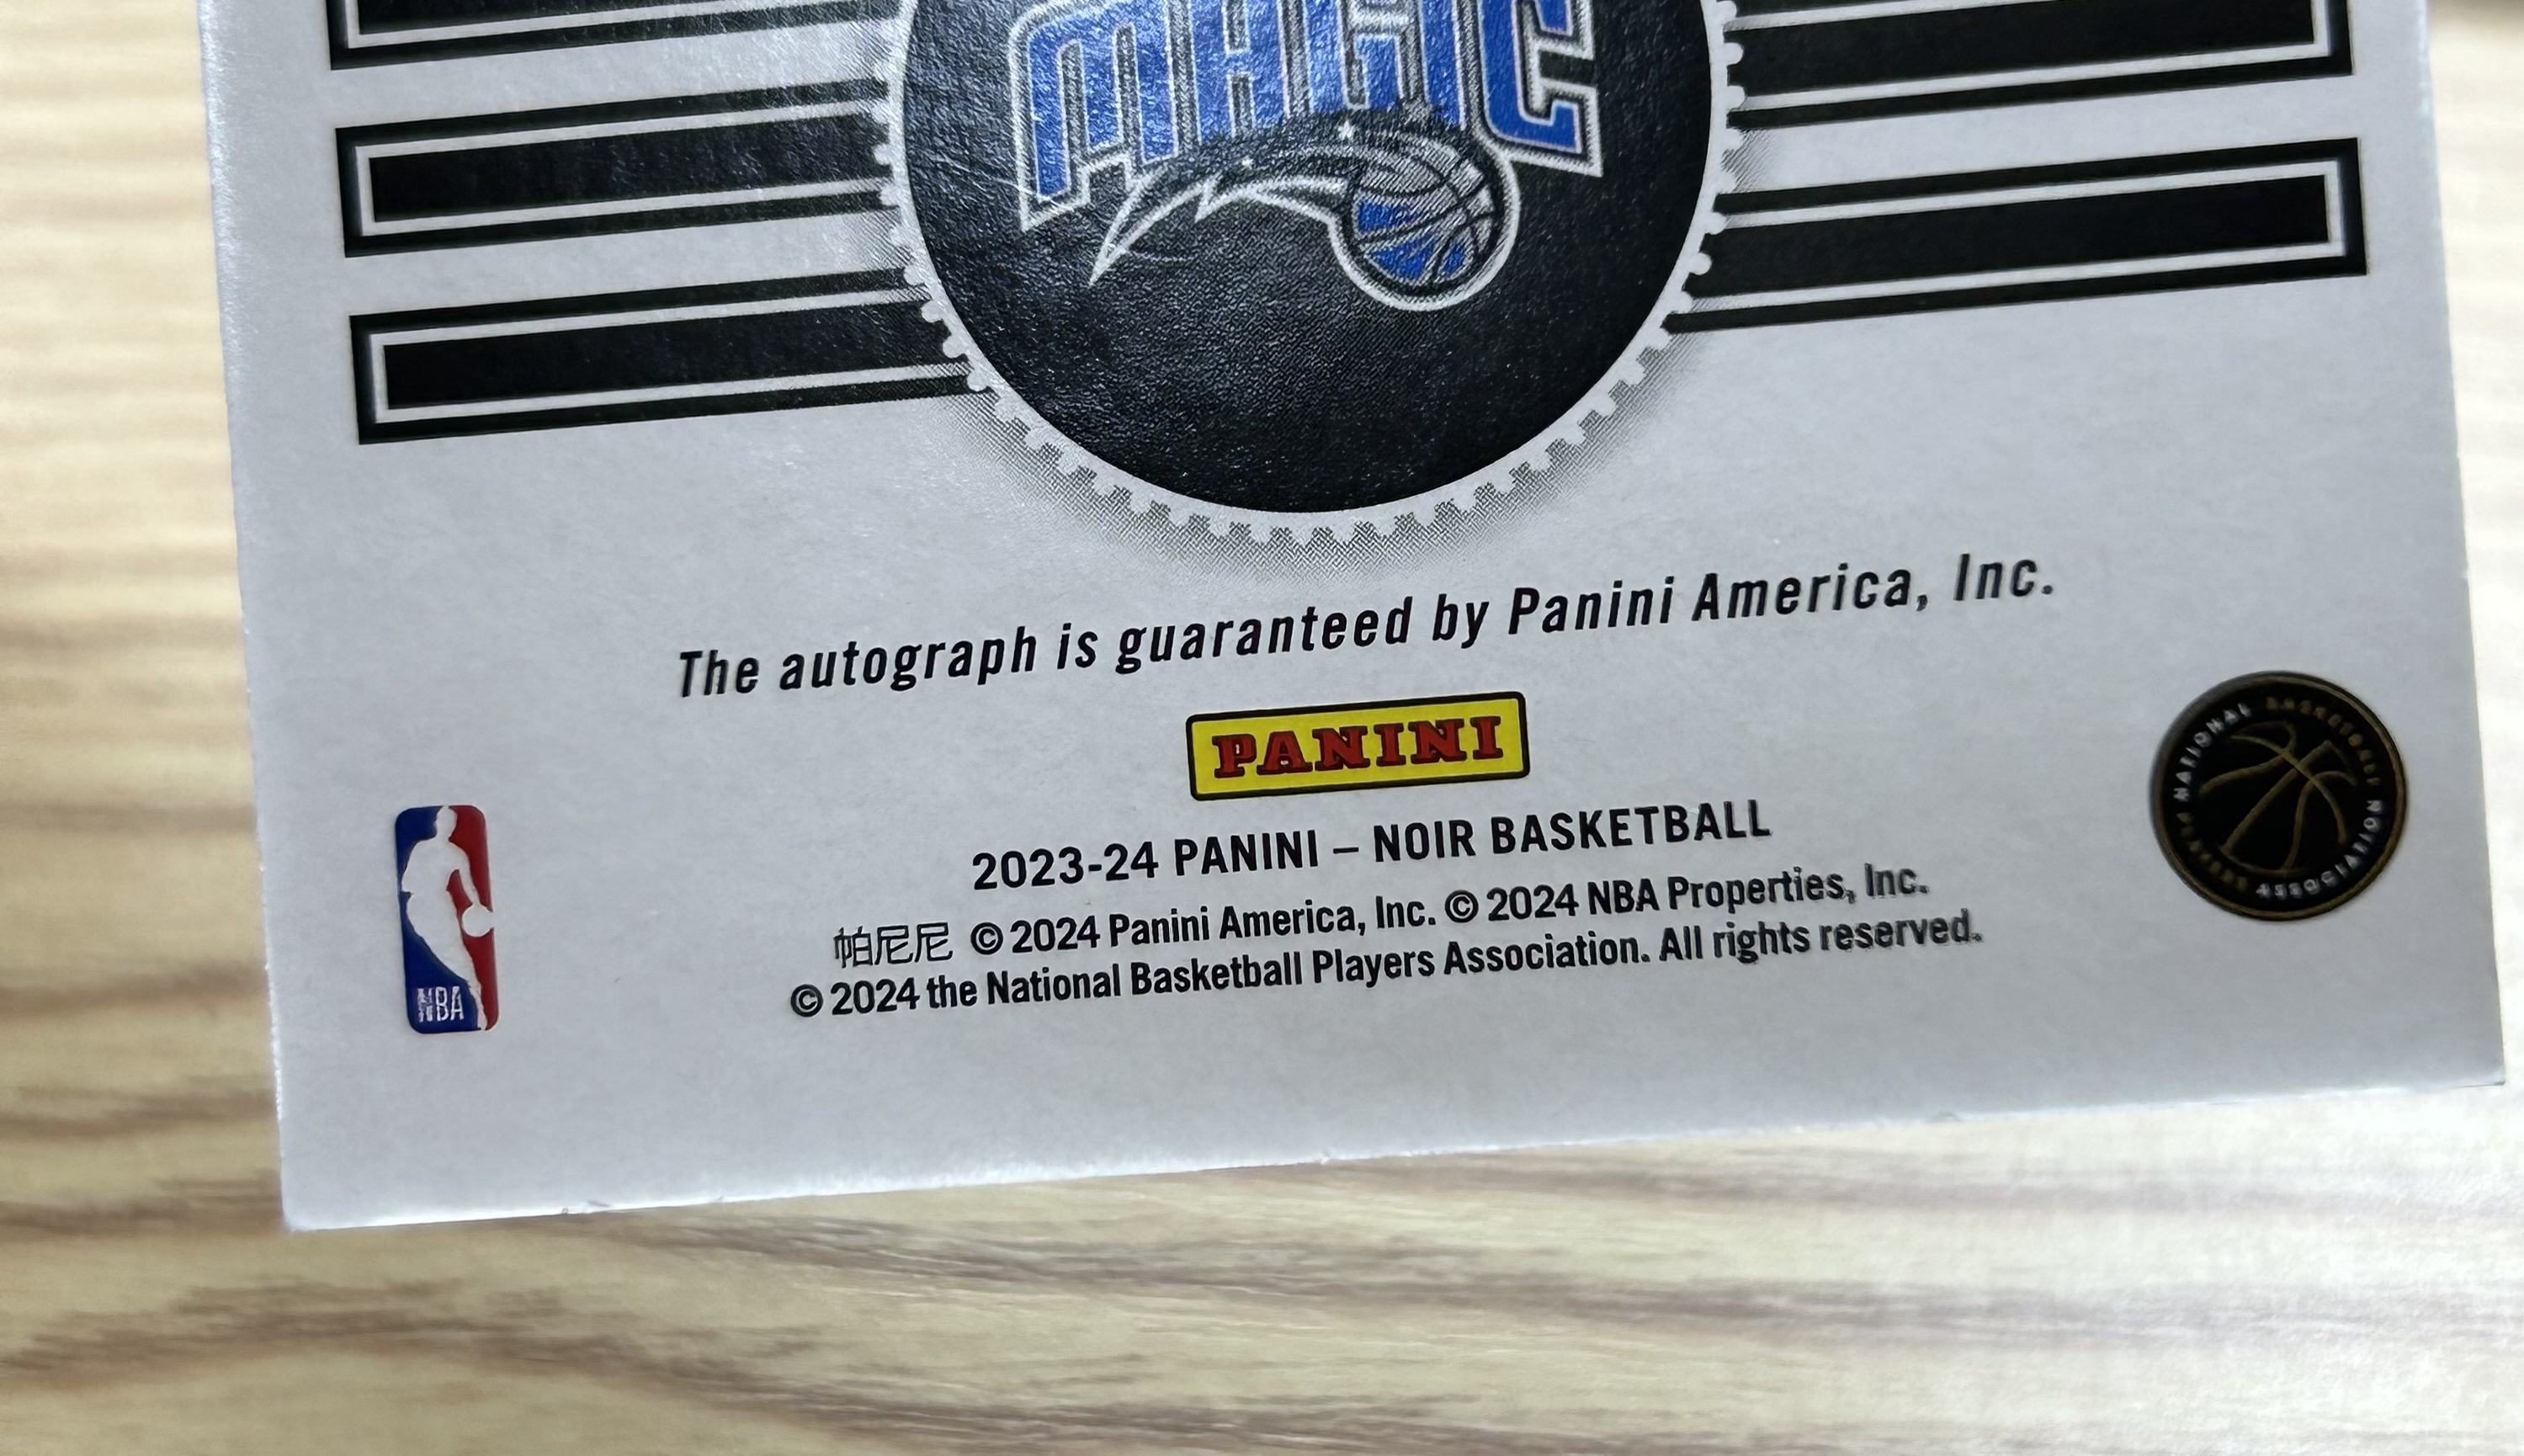 MAGIC
The autograph is guaranteed by Panini America, Inc.
PANINI
2023-24 PANINI – NOIR BASKETBALL
帕尼尼 © 2024 Panini America, Inc. © 2024 NBA Properties, Inc.
© 2024 the National Basketball Players Association. All rights reserved.
NBA
NATIONAL BASKETBALL PLAYERS ASSOCIATION